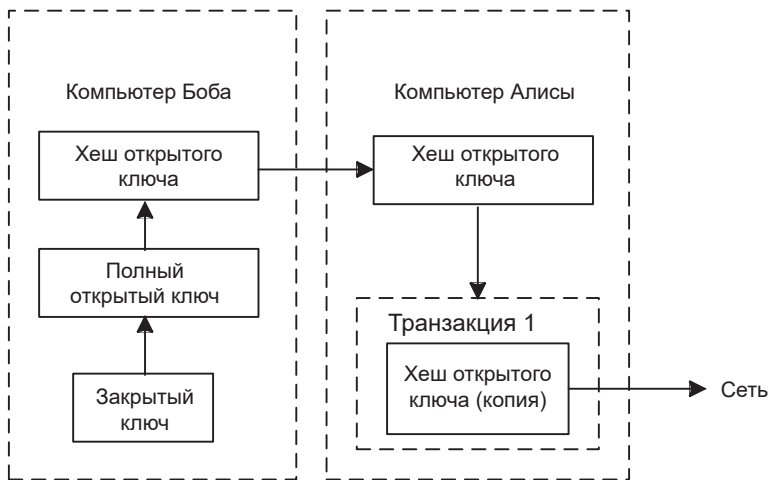 Компьютер Боба
Хеш открытого
ключа
Полный
открытый ключ
Закрытый
ключ
Компьютер Алисы
Хеш открытого
ключа
Транзакция 1
Хеш открытого
ключа (копия)
Сеть